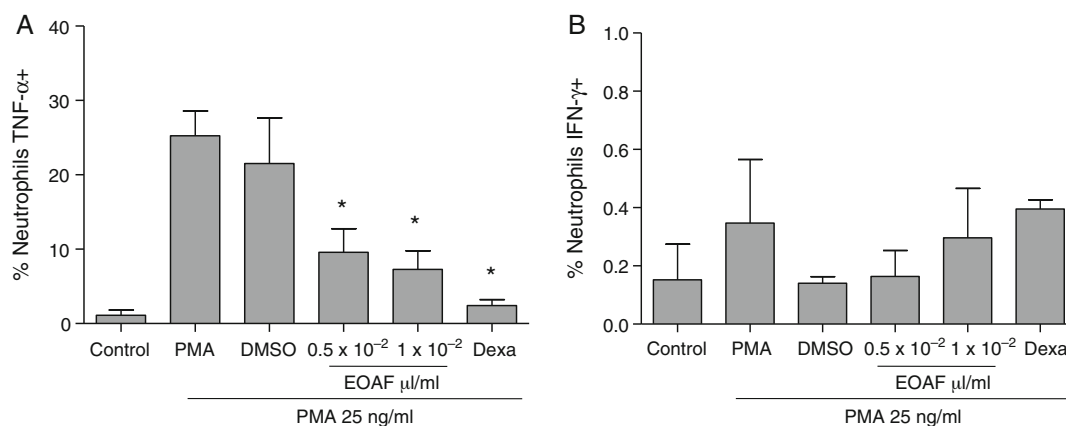 A
% Neutrophils TNF-α+
40
30
20
10
0
*
*
*
Control PMA DMSO 0.5 x 10⁻² 1 x 10⁻² Dexa
EOAF µl/ml
PMA 25 ng/ml
B
% Neutrophils IFN-γ+
1.0
0.8
0.6
0.4
0.2
0.0
Control PMA DMSO 0.5 x 10⁻² 1 x 10⁻² Dexa
EOAF µl/ml
PMA 25 ng/ml